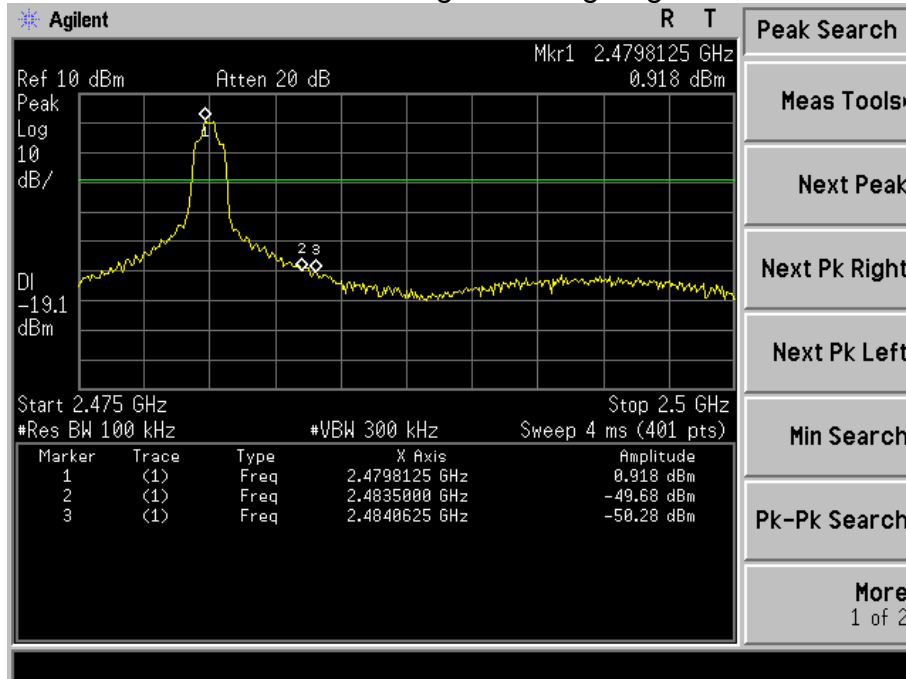 Agilent
R T
Peak Search
Mkr1 2.4798125 GHz
Ref 10 dBm Atten 20 dB 0.918 dBm
Peak
Log
10
dB/
1
2 3
DI
-19.1
dBm
Start 2.475 GHz Stop 2.5 GHz
#Res BW 100 kHz #VBW 300 kHz Sweep 4 ms (401 pts)
Marker Trace Type X Axis Amplitude
1 (1) Freq 2.4798125 GHz 0.918 dBm
2 (1) Freq 2.4835000 GHz -49.68 dBm
3 (1) Freq 2.4840625 GHz -50.28 dBm
Meas Tools
Next Peak
Next Pk Right
Next Pk Left
Min Search
Pk-Pk Search
More
1 of 2